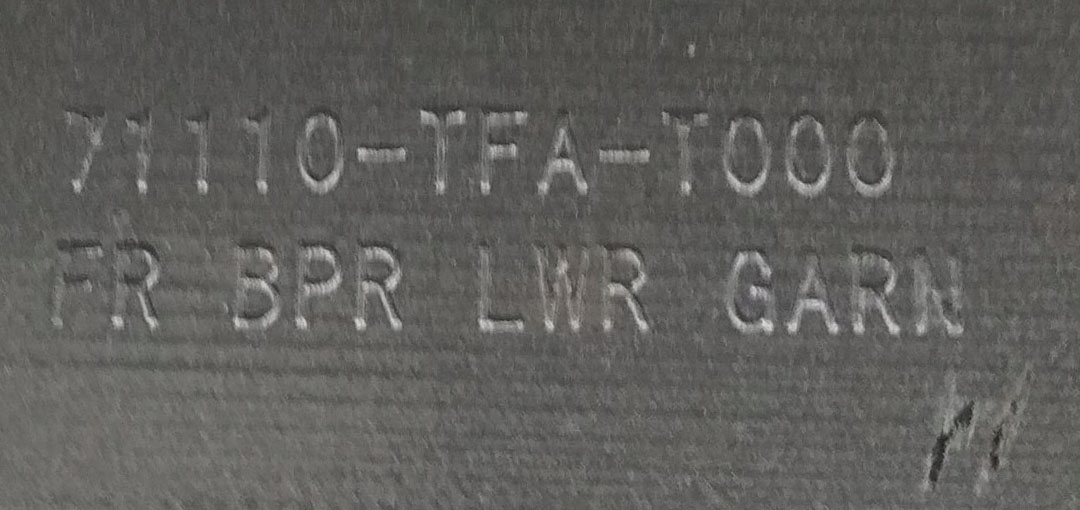 71110-TFA-T000
FR BPR LWR GARN